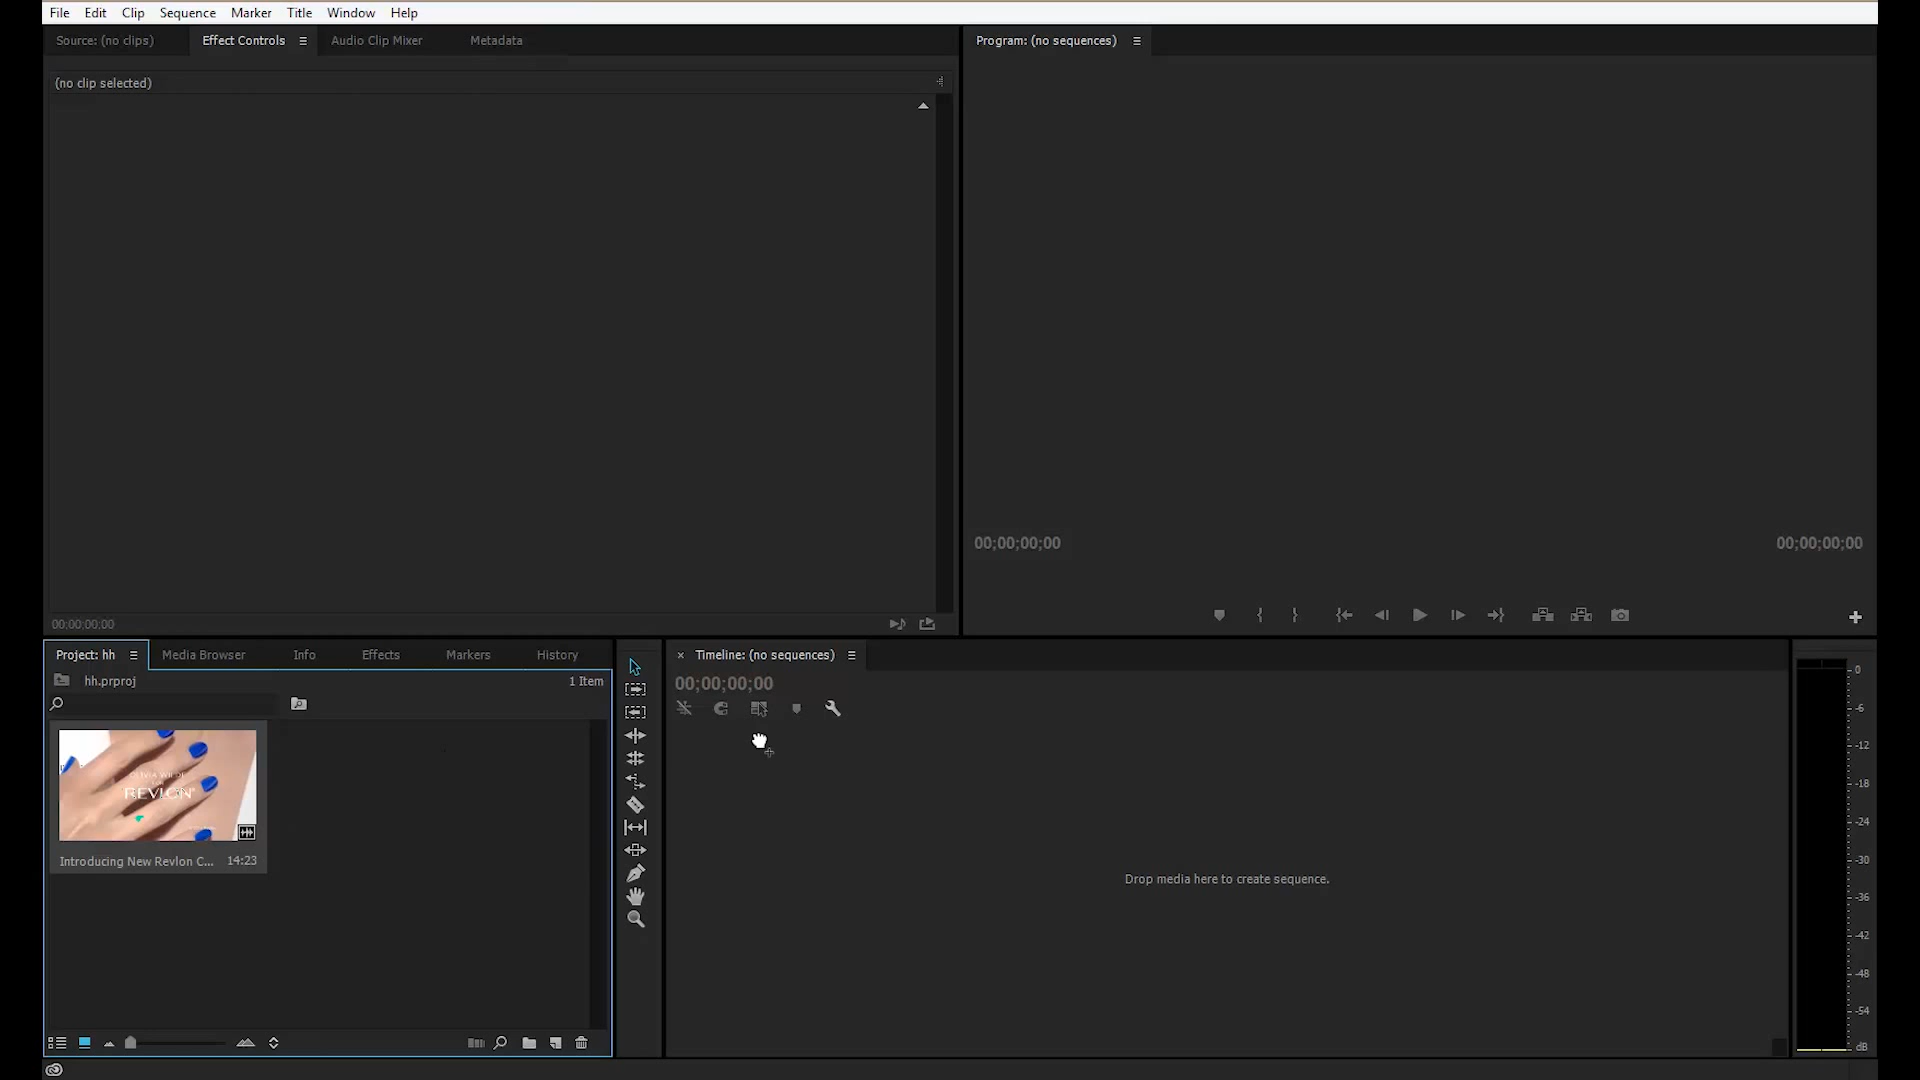 File Edit Clip Sequence Marker Title Window Help
Source: (no clips) Effect Controls Audio Clip Mixer Metadata
Program: (no sequences)
(no clip selected)
00;00;00;00
00;00;00;00
00;00;00;00
Project: hh Media Browser Info Effects Markers History
hh.prproj
1 Item
OLIVIA WILDE
REVLON
Introducing New Revlon C... 14:23
Timeline: (no sequences)
00;00;00;00
Drop media here to create sequence.
0
-6
-12
-18
-24
-30
-36
-42
-48
-54
dB